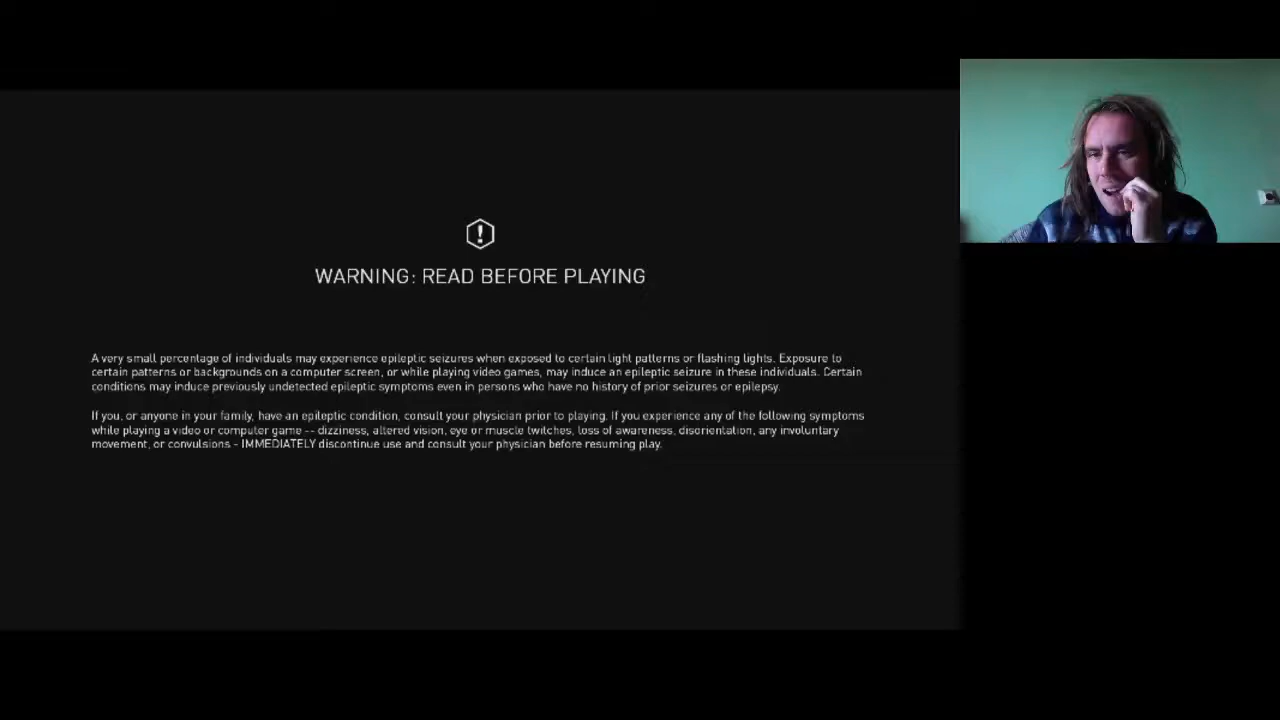 WARNING: READ BEFORE PLAYING
A very small percentage of individuals may experience epileptic seizures when exposed to certain light patterns or flashing lights. Exposure to
certain patterns or backgrounds on a computer screen, or while playing video games, may induce an epileptic seizure in these individuals. Certain
conditions may induce previously undetected epileptic symptoms even in persons who have no history of prior seizures or epilepsy.
If you, or anyone in your family, have an epileptic condition, consult your physician prior to playing. If you experience any of the following symptoms
while playing a video or computer game -- dizziness, altered vision, eye or muscle twitches, loss of awareness, disorientation, any involuntary
movement, or convulsions - IMMEDIATELY discontinue use and consult your physician before resuming play.